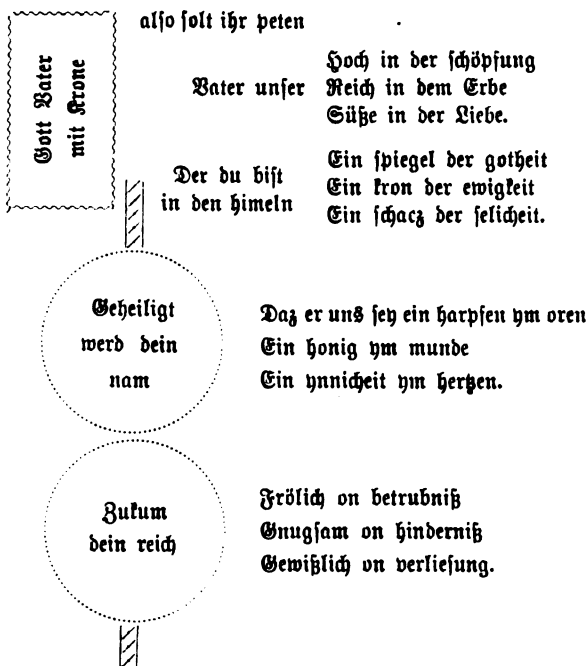 also solt ihr peten
Gott Vater
mit Krone
Vater unser
Hoch in der schöpfung
Reich in dem Erbe
Süße in der Liebe.
Der du bist
in den himeln
Ein spiegel der gotheit
Ein kron der ewigkeit
Ein schacz der selicheit.
Geheiligt
werd dein
nam
Daz er uns sey ein harpfen ym oren
Ein honig ym munde
Ein ynnicheit ym hertzen.
Zukum
dein reich
Frölich on betrubniß
Gnugsam on hinderniß
Gewißlich on verliesung.